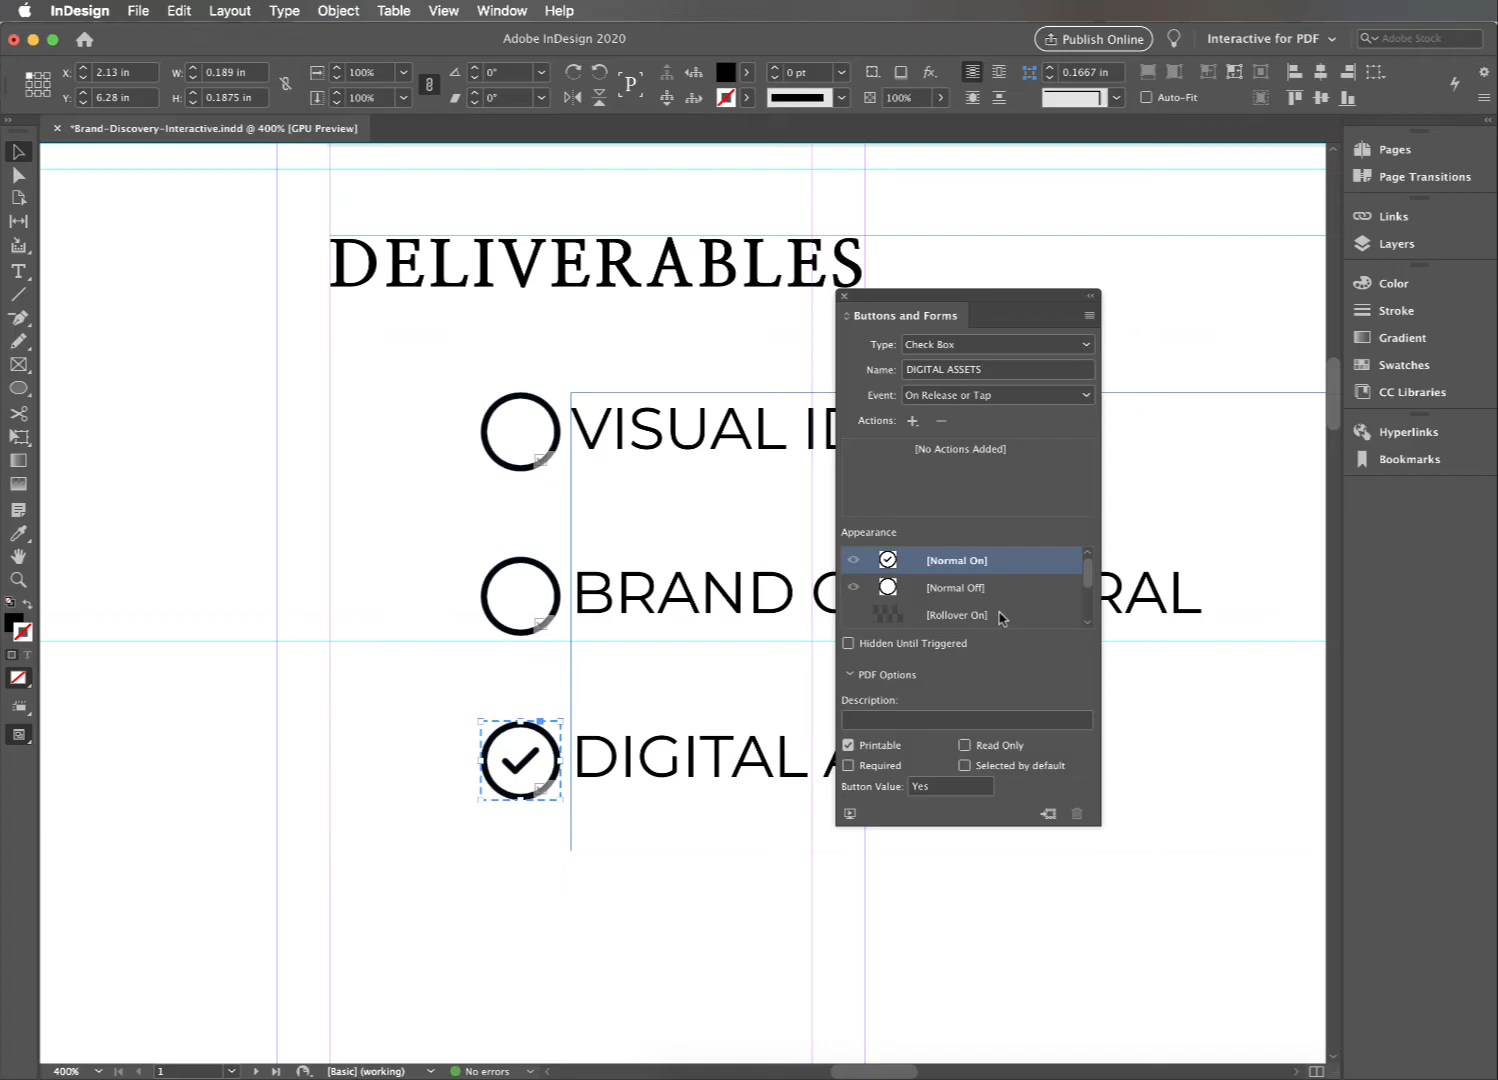 InDesign File Edit Layout Type Object Table View Window Help
Adobe InDesign 2020
Publish Online
Interactive for PDF
Adobe Stock
X: 2.13 in W: 0.189 in 100% 0° 0 pt 0.1667 in
Y: 6.28 in H: 0.1875 in 100% 0° 100% Auto-Fit
*Brand-Discovery-Interactive.indd @ 400% [GPU Preview]
DELIVERABLES
VISUAL ID
BRAND C
RAL
DIGITAL A
Buttons and Forms
Type: Check Box
Name: DIGITAL ASSETS
Event: On Release or Tap
Actions:
[No Actions Added]
Appearance
[Normal On]
[Normal Off]
[Rollover On]
Hidden Until Triggered
PDF Options
Description:
Printable Read Only
Required Selected by default
Button Value: Yes
Pages
Page Transitions
Links
Layers
Color
Stroke
Gradient
Swatches
CC Libraries
Hyperlinks
Bookmarks
400% 1 [Basic] (working) No errors